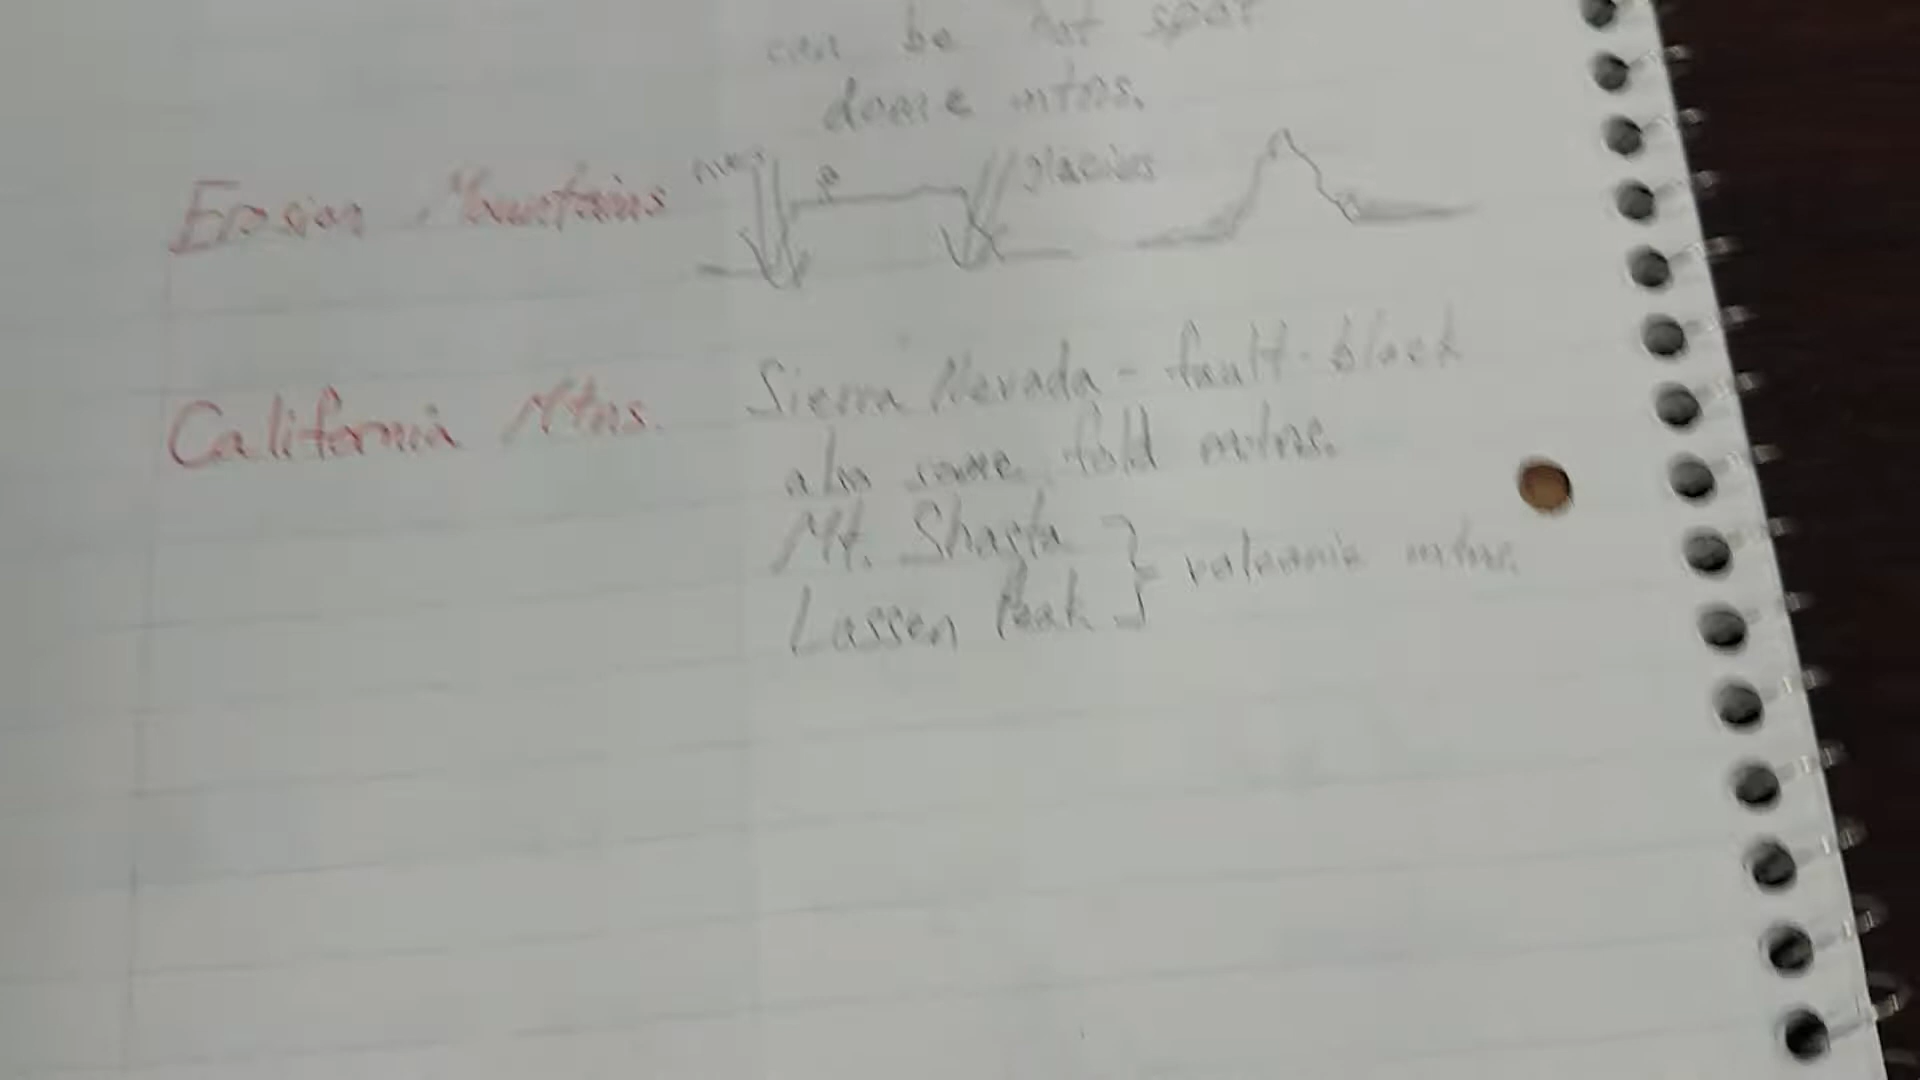 can be hot spot
dome mtns.
Erosion Mountains
glaciers
California Mtns.
Sierra Nevada - fault-block
also some fold mtns.
Mt. Shasta } volcanic mtns.
Lassen Peak